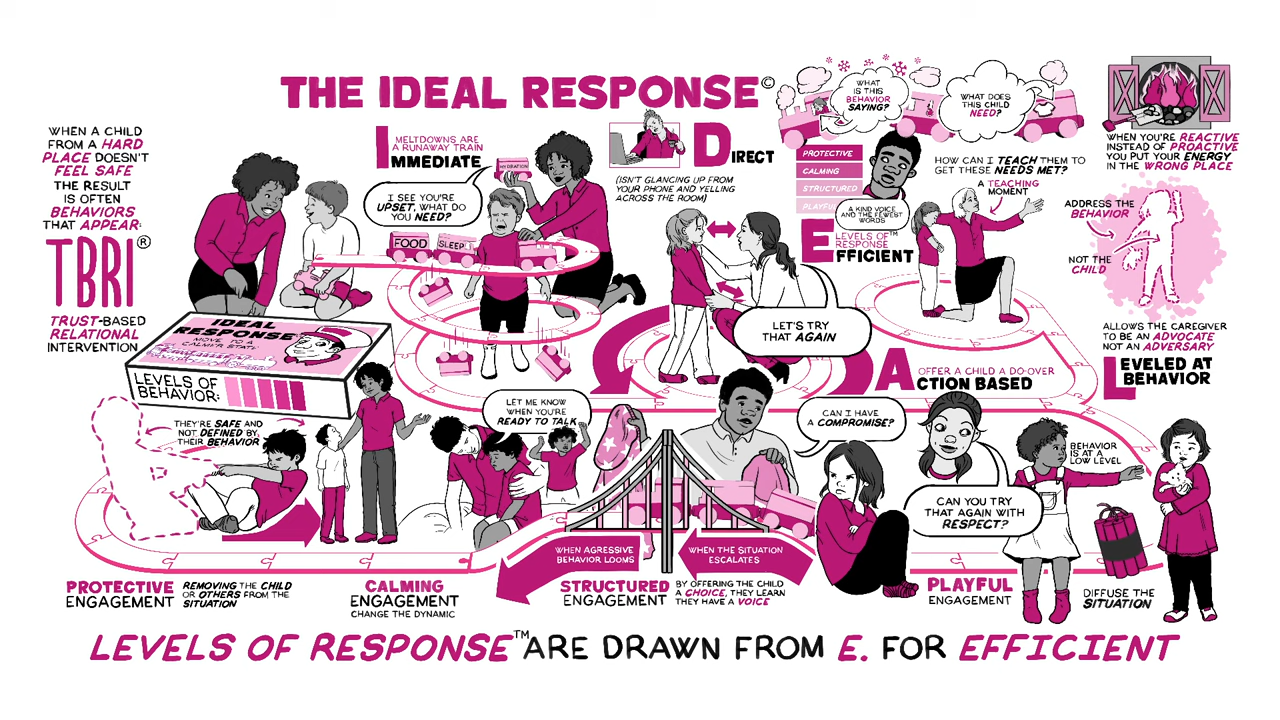 THE IDEAL RESPONSE©
WHEN A CHILD
FROM A HARD
PLACE DOESN'T
FEEL SAFE
THE RESULT
IS OFTEN
BEHAVIORS
THAT APPEAR:
TBRI®
TRUST-BASED
RELATIONAL
INTERVENTION
MELTDOWNS ARE
A RUNAWAY TRAIN
IMMEDIATE
I SEE YOU'RE
UPSET, WHAT DO
YOU NEED?
HYDRATION
FOOD
SLEEP
DIRECT
(ISN'T GLANCING UP FROM
YOUR PHONE AND YELLING
ACROSS THE ROOM)
WHAT
IS THIS
BEHAVIOR
SAYING?
WHAT DOES
THIS CHILD
NEED?
PROTECTIVE
CALMING
STRUCTURED
PLAYFUL
A KIND VOICE
AND THE FEWEST
WORDS
LEVELS OF™
RESPONSE
EFFICIENT
HOW CAN I TEACH THEM TO
GET THESE NEEDS MET?
A TEACHING
MOMENT
WHEN YOU'RE REACTIVE
INSTEAD OF PROACTIVE
YOU PUT YOUR ENERGY
IN THE WRONG PLACE
ADDRESS THE
BEHAVIOR
NOT THE
CHILD
ALLOWS THE CAREGIVER
TO BE AN ADVOCATE
NOT AN ADVERSARY
LEVELED AT
BEHAVIOR
LET'S TRY
THAT AGAIN
OFFER A CHILD A DO-OVER
ACTION BASED
IDEAL
RESPONSE
MOVE TO A
CALMING STATE
LEVELS OF
BEHAVIOR:
THEY'RE SAFE AND
NOT DEFINED BY
THEIR BEHAVIOR
LET ME KNOW
WHEN YOU'RE
READY TO TALK
CAN I HAVE
A COMPROMISE?
CAN YOU TRY
THAT AGAIN WITH
RESPECT?
BEHAVIOR
IS AT A
LOW LEVEL
PROTECTIVE
ENGAGEMENT
REMOVING THE CHILD
OR OTHERS FROM THE
SITUATION
CALMING
ENGAGEMENT
CHANGE THE DYNAMIC
WHEN AGRESSIVE
BEHAVIOR LOOMS
WHEN THE SITUATION
ESCALATES
STRUCTURED
ENGAGEMENT
BY OFFERING THE CHILD
A CHOICE, THEY LEARN
THEY HAVE A VOICE
PLAYFUL
ENGAGEMENT
DIFFUSE THE
SITUATION
LEVELS OF RESPONSE™ ARE DRAWN FROM E. FOR EFFICIENT